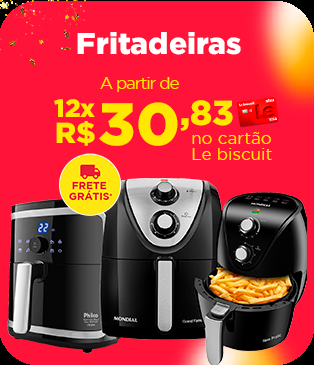 Fritadeiras
A partir de
12x
R$30,83
no cartão
Le biscuit
FRETE
GRÁTIS*
22
Philco
MONDIAL
MONDIAL